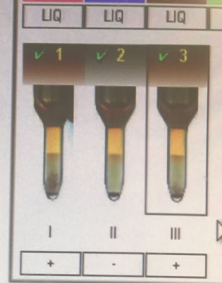 LIQ LIQ LIQ
✓ 1 ✓ 2 ✓ 3
I II III
+ - +